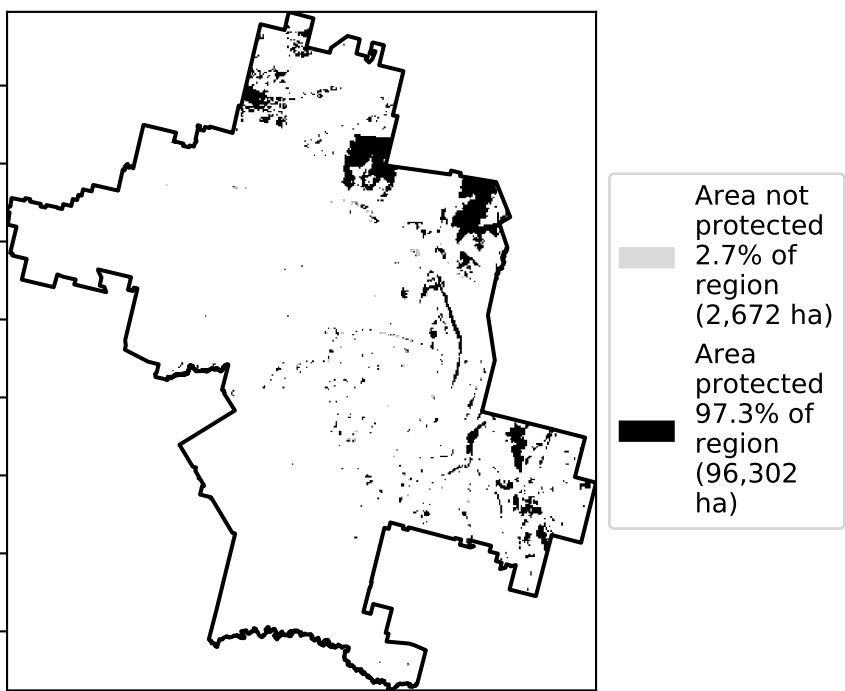 Area not
protected
2.7% of
region
(2,672 ha)
Area
protected
97.3% of
region
(96,302
ha)